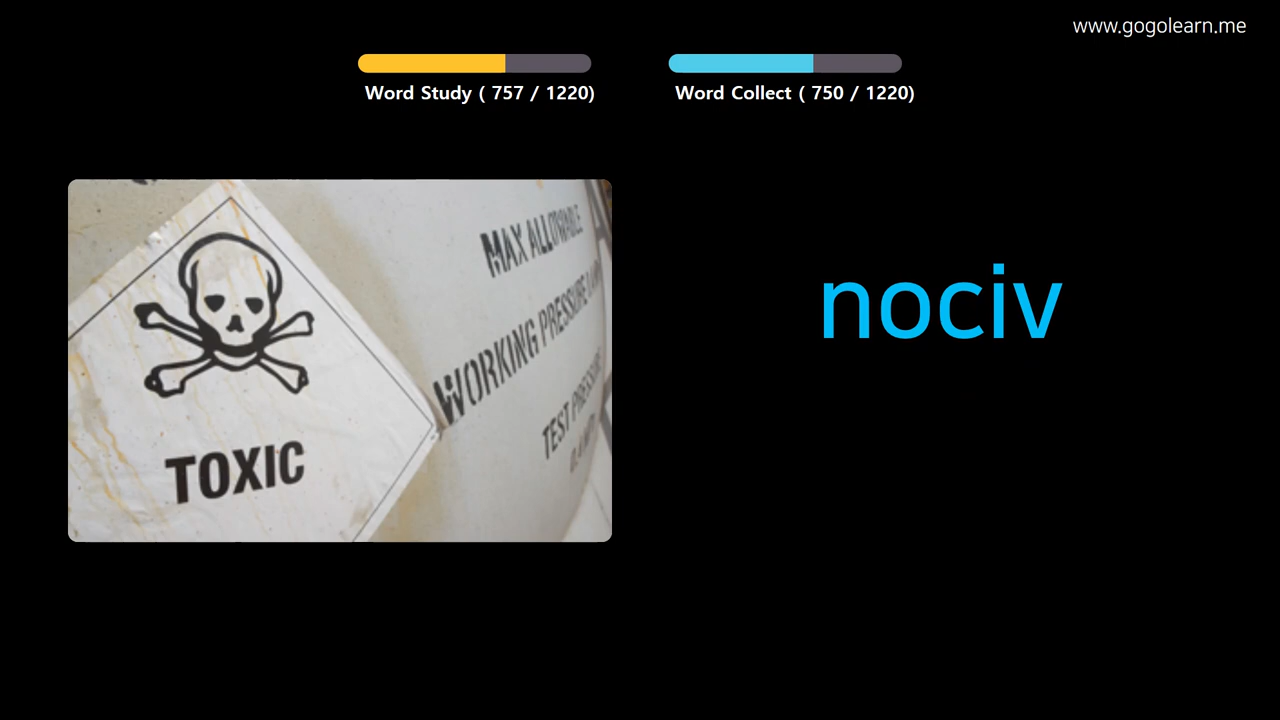 www.gogolearn.me
Word Study ( 757 / 1220)
Word Collect ( 750 / 1220)
MAX ALLOWABLE
WORKING PRESSURE
TEST PRESSURE
TOXIC
nociv